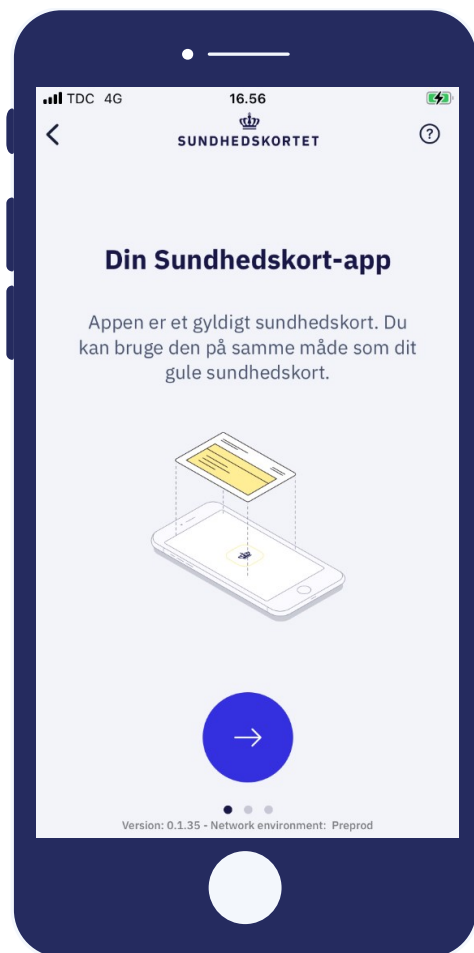 TDC 4G 16.56
SUNDHEDSKORTET
?
Din Sundhedskort-app
Appen er et gyldigt sundhedskort. Du
kan bruge den på samme måde som dit
gule sundhedskort.
Version: 0.1.35 - Network environment: Preprod